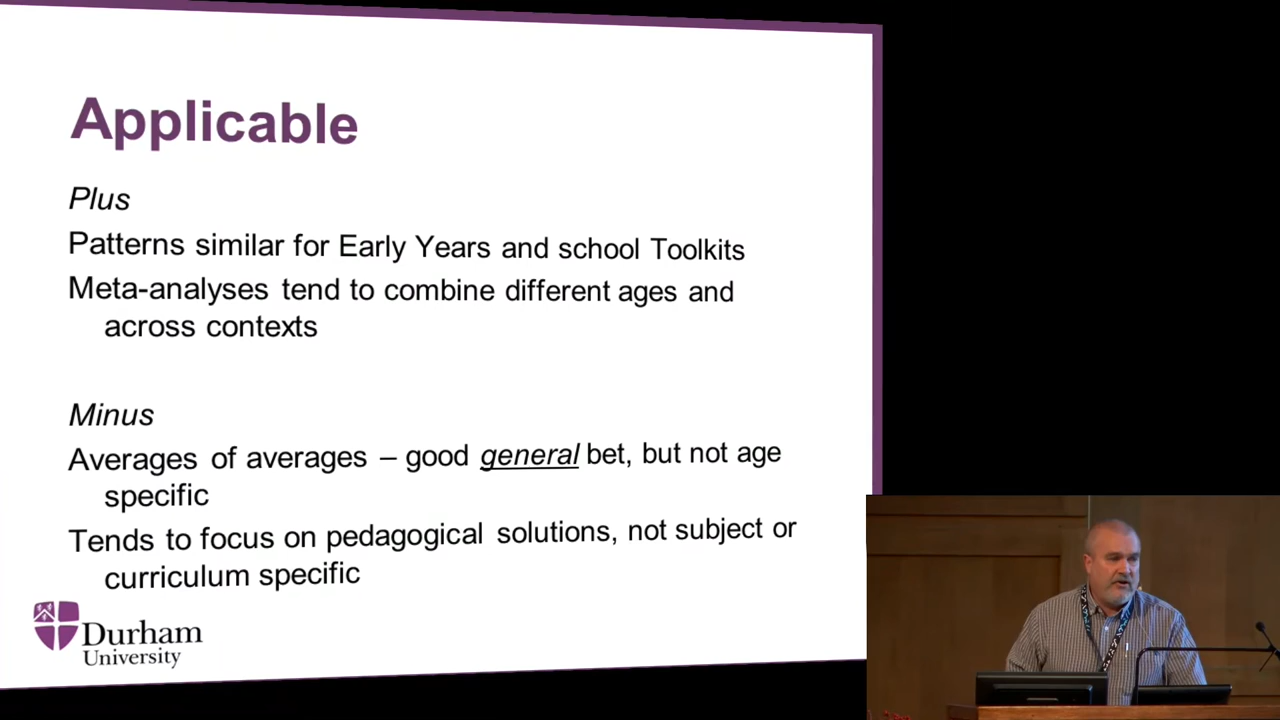 Applicable
Plus
Patterns similar for Early Years and school Toolkits
Meta-analyses tend to combine different ages and
across contexts
Minus
Averages of averages – good general bet, but not age
specific
Tends to focus on pedagogical solutions, not subject or
curriculum specific
Durham
University